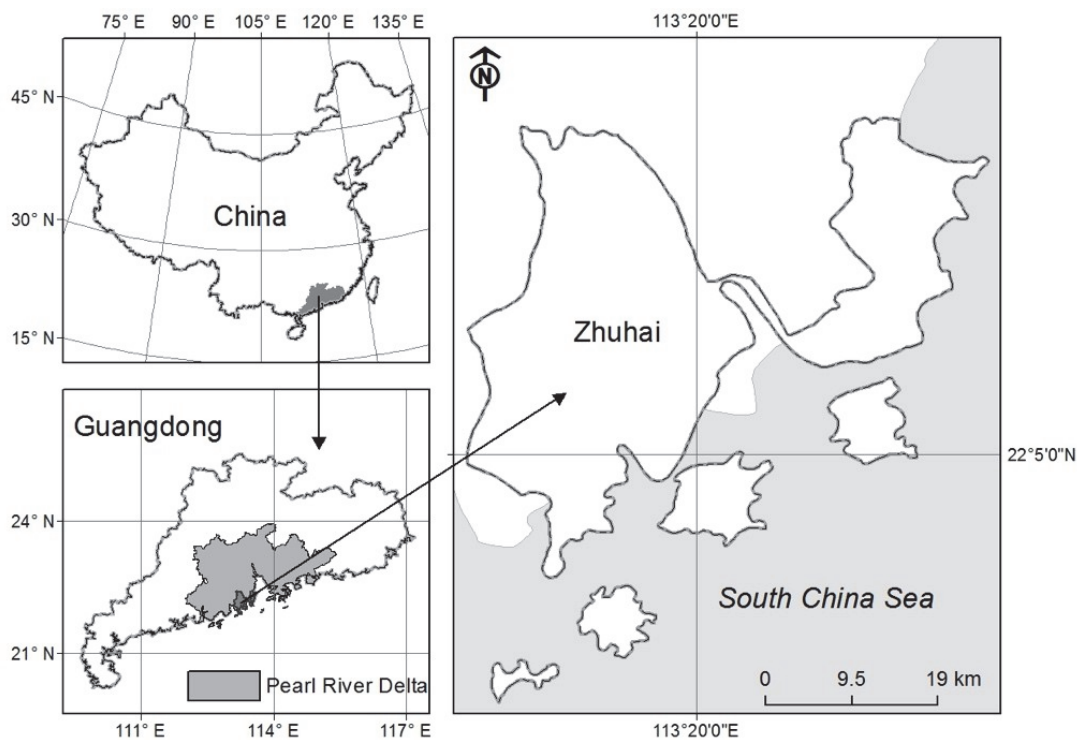 75° E 90° E 105° E 120° E 135° E
45° N
30° N
15° N
China
Guangdong
24° N
21° N
Pearl River Delta
111° E 114° E 117° E
113°20'0"E
N
Zhuhai
22°5'0"N
South China Sea
0 9.5 19 km
113°20'0"E